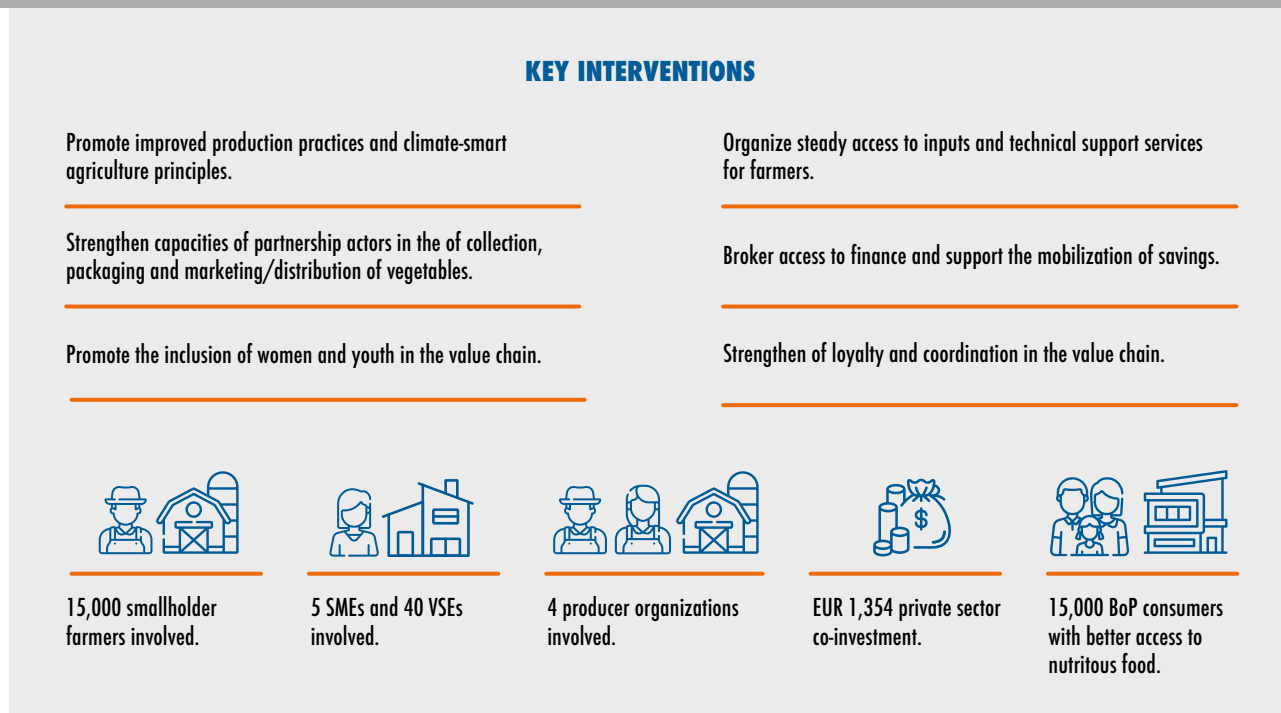 KEY INTERVENTIONS
Promote improved production practices and climate-smart
agriculture principles.
Organize steady access to inputs and technical support services
for farmers.
Strengthen capacities of partnership actors in the of collection,
packaging and marketing/distribution of vegetables.
Broker access to finance and support the mobilization of savings.
Promote the inclusion of women and youth in the value chain.
Strengthen of loyalty and coordination in the value chain.
$
15,000 smallholder
farmers involved.
5 SMEs and 40 VSEs
involved.
4 producer organizations
involved.
EUR 1,354 private sector
co-investment.
15,000 BoP consumers
with better access to
nutritous food.